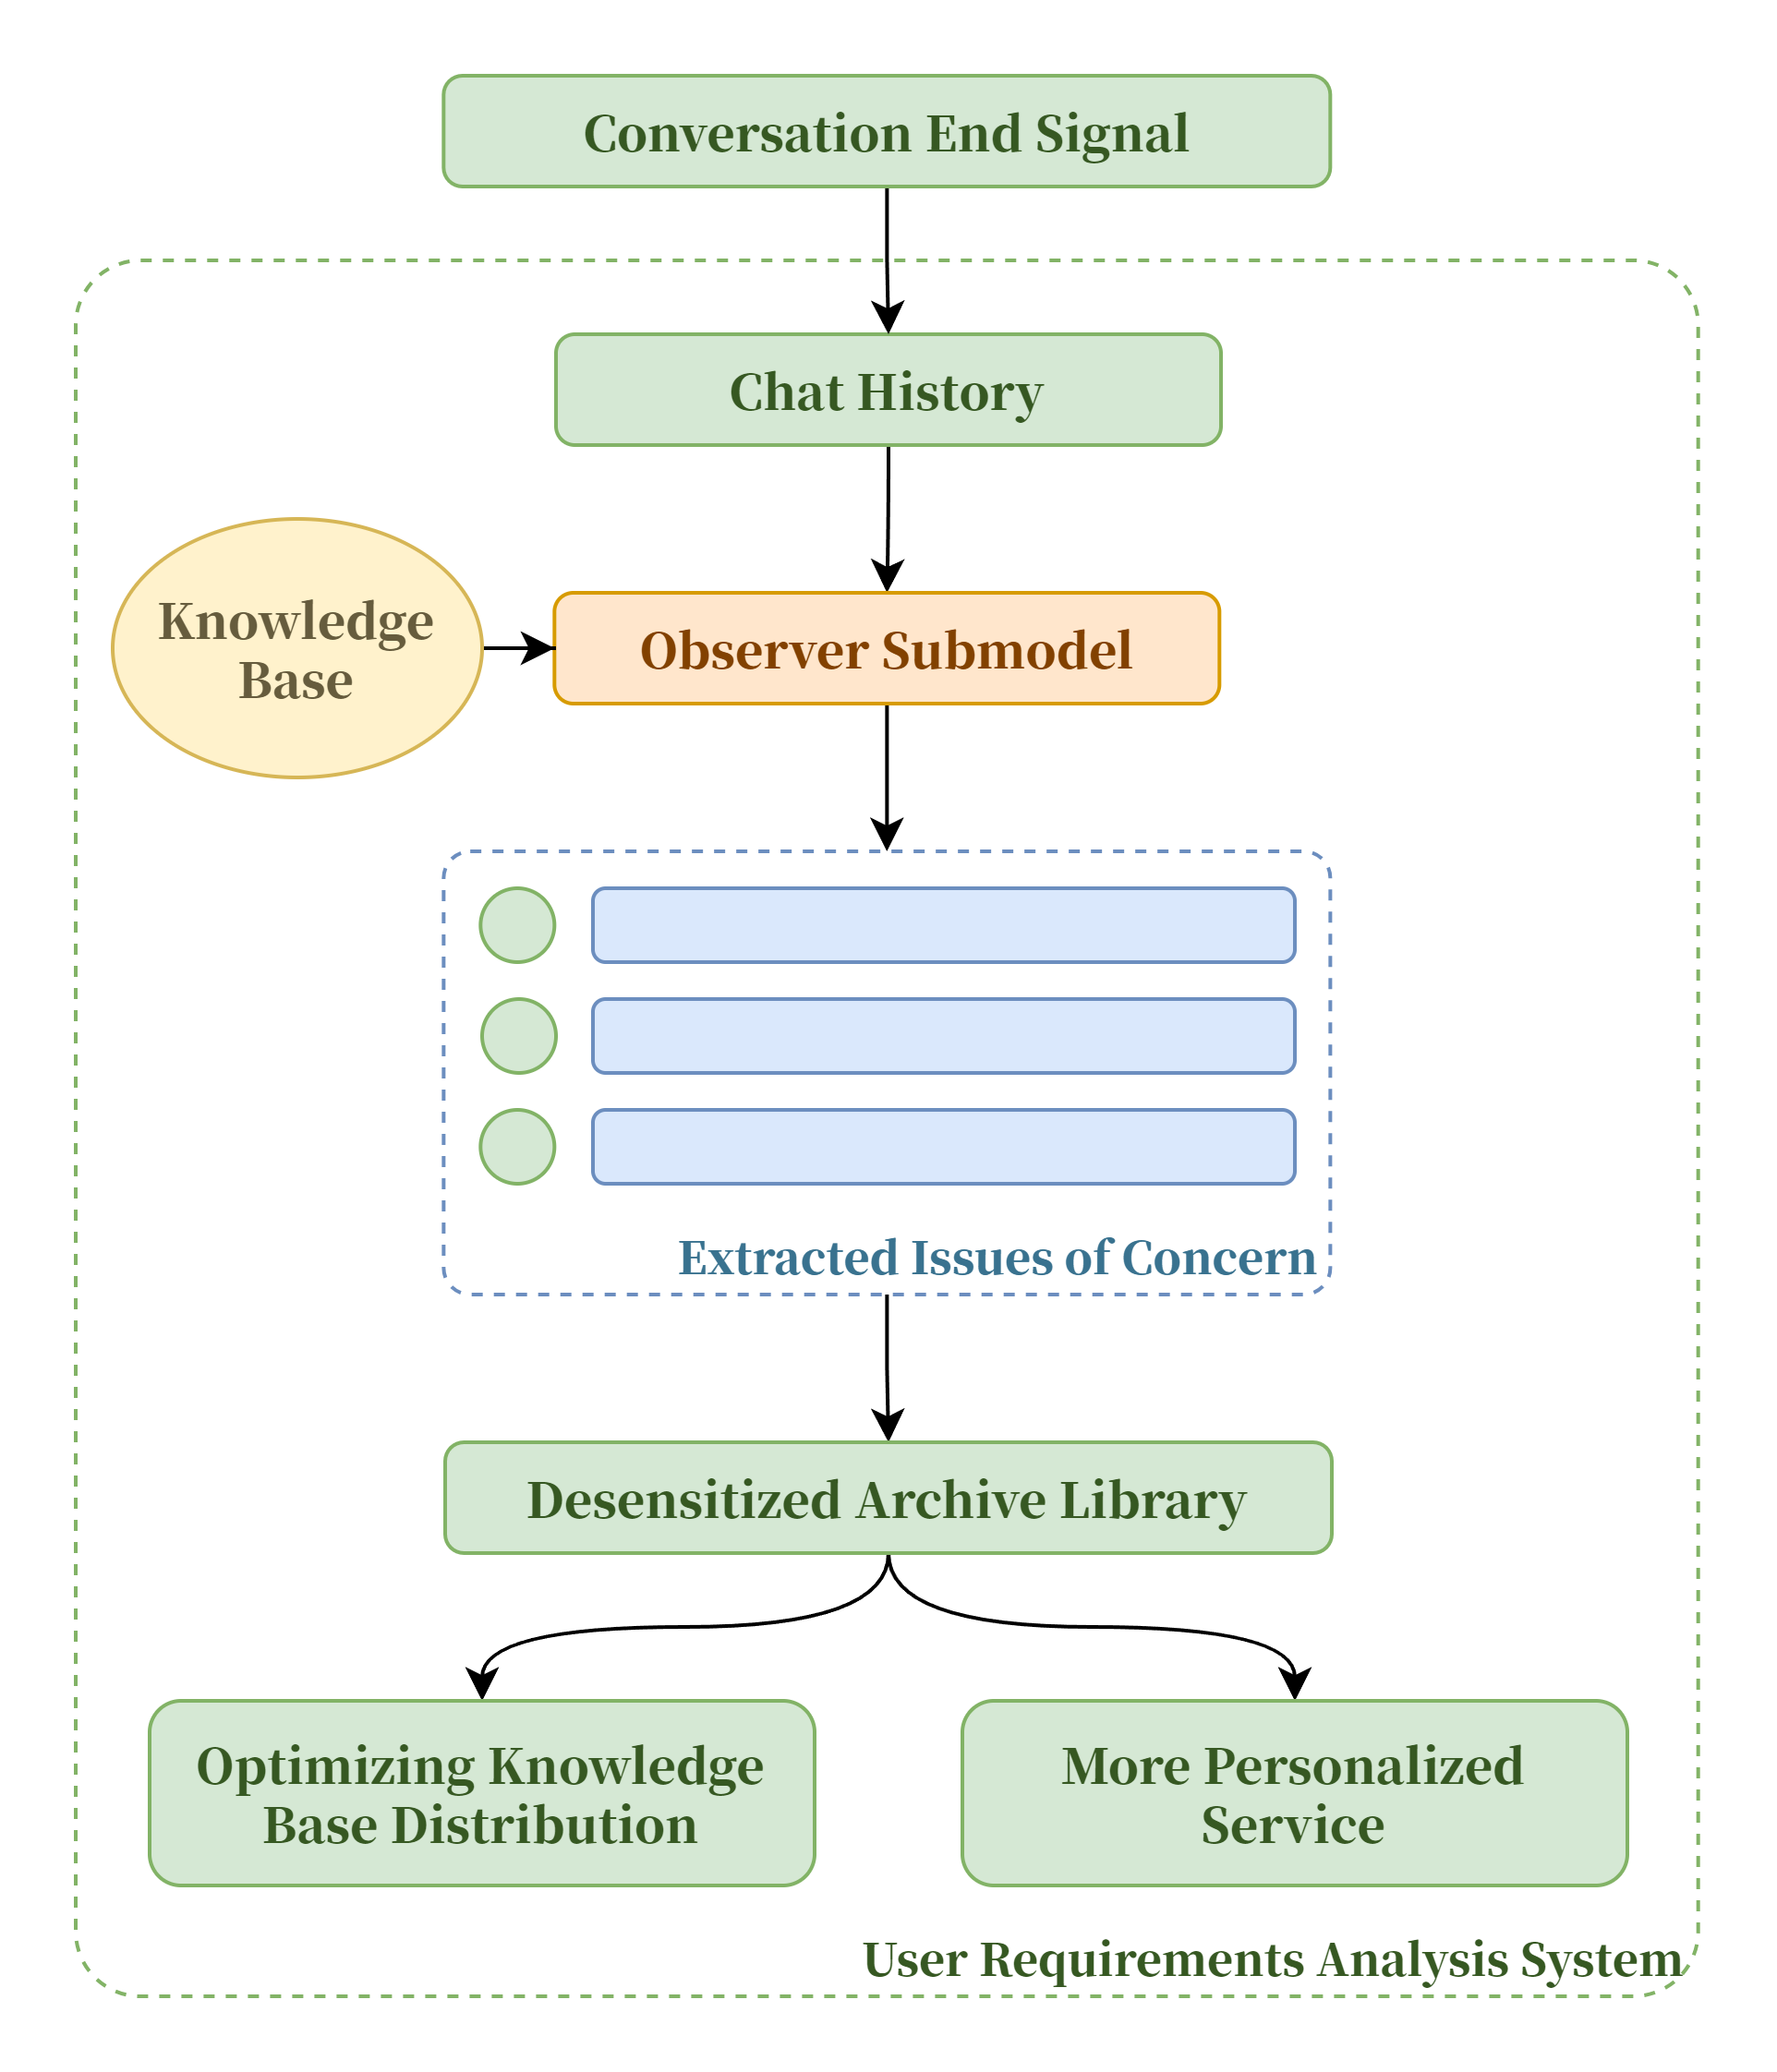 Conversation End Signal
Chat History
Knowledge
Base
Observer Submodel
Extracted Issues of Concern
Desensitized Archive Library
Optimizing Knowledge
Base Distribution
More Personalized
Service
User Requirements Analysis System